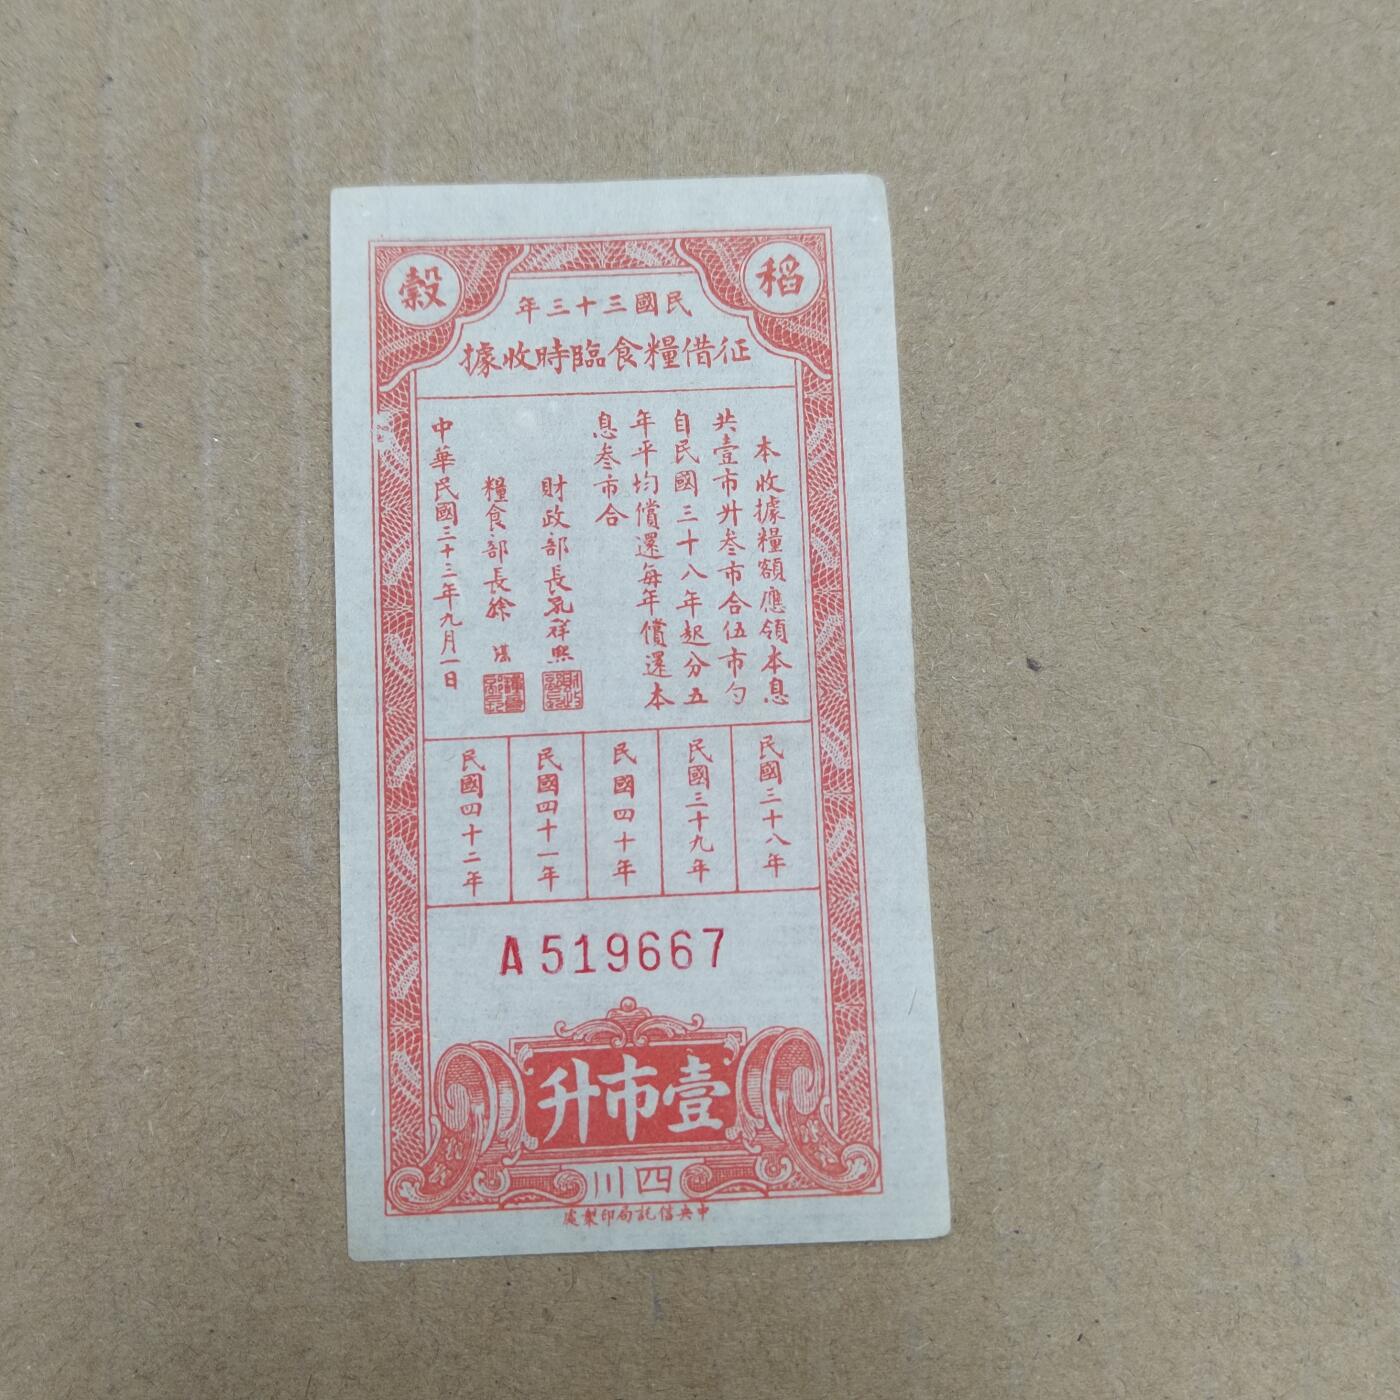 稻穀
民國三十三年
征借糧食臨時收據
本收據糧額應領本息
共壹市升叁市合伍市勺
自民國三十八年起分五
年平均償還每年償還本
息叁市合
財政部長孔祥熙
糧食部長徐 堪
中華民國三十三年九月一日
民國三十八年
民國三十九年
民國四十年
民國四十一年
民國四十二年
A519667
壹市升
四川
中央信託局印製處